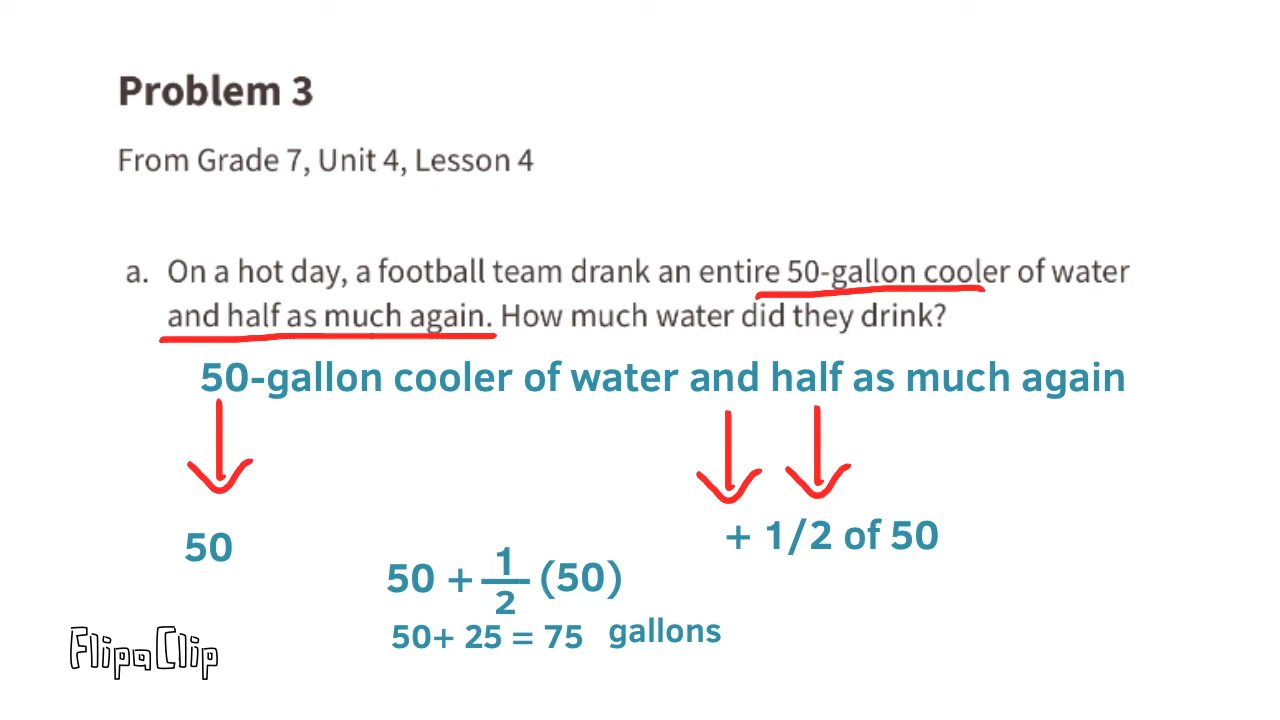 Problem 3
From Grade 7, Unit 4, Lesson 4
a. On a hot day, a football team drank an entire 50-gallon cooler of water
and half as much again. How much water did they drink?
50-gallon cooler of water and half as much again
50
+ 1/2 of 50
50 + 1/2 (50)
50+ 25 = 75 gallons
FlipaClip